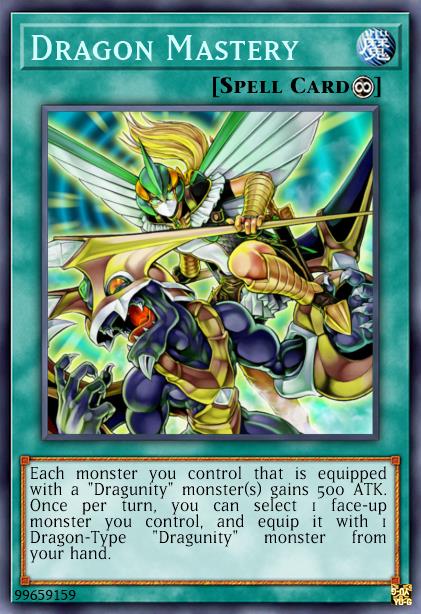 DRAGON MASTERY
魔
[SPELL CARD]
Each monster you control that is equipped
with a "Dragunity" monster(s) gains 500 ATK.
Once per turn, you can select 1 face-up
monster you control, and equip it with 1
Dragon-Type "Dragunity" monster from
your hand.
99659159